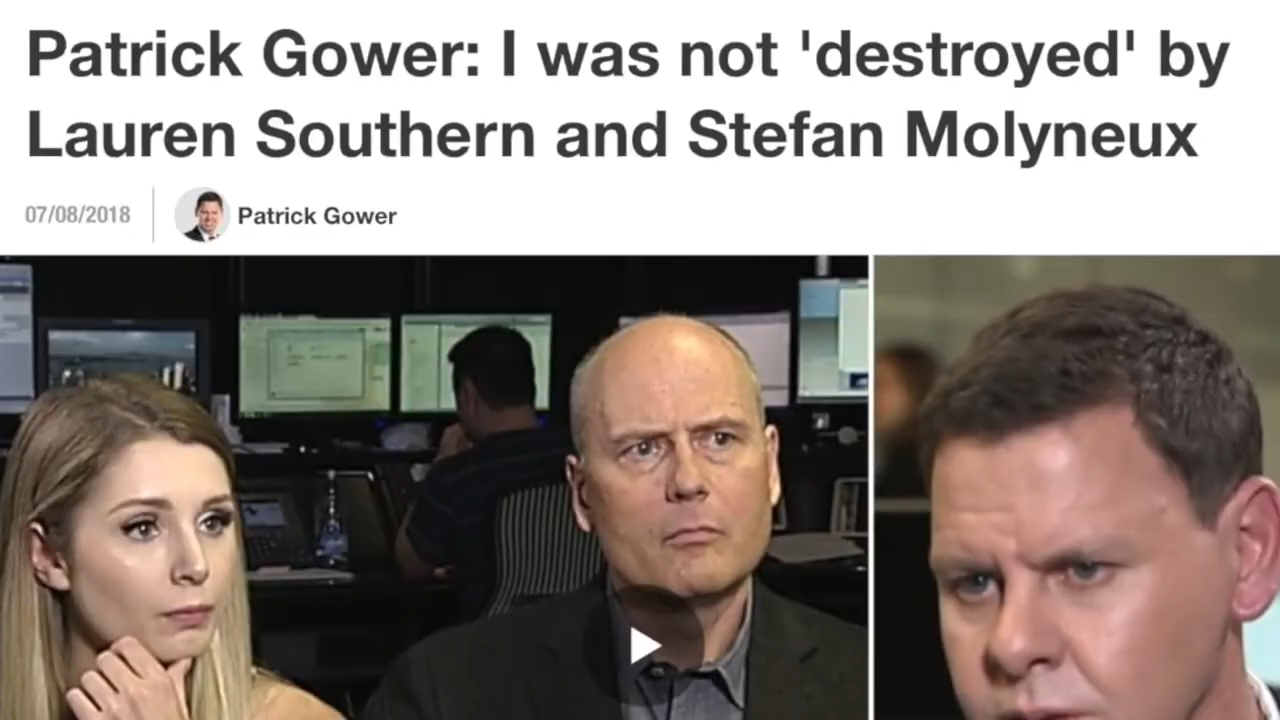 Patrick Gower: I was not 'destroyed' by
Lauren Southern and Stefan Molyneux
07/08/2018
Patrick Gower